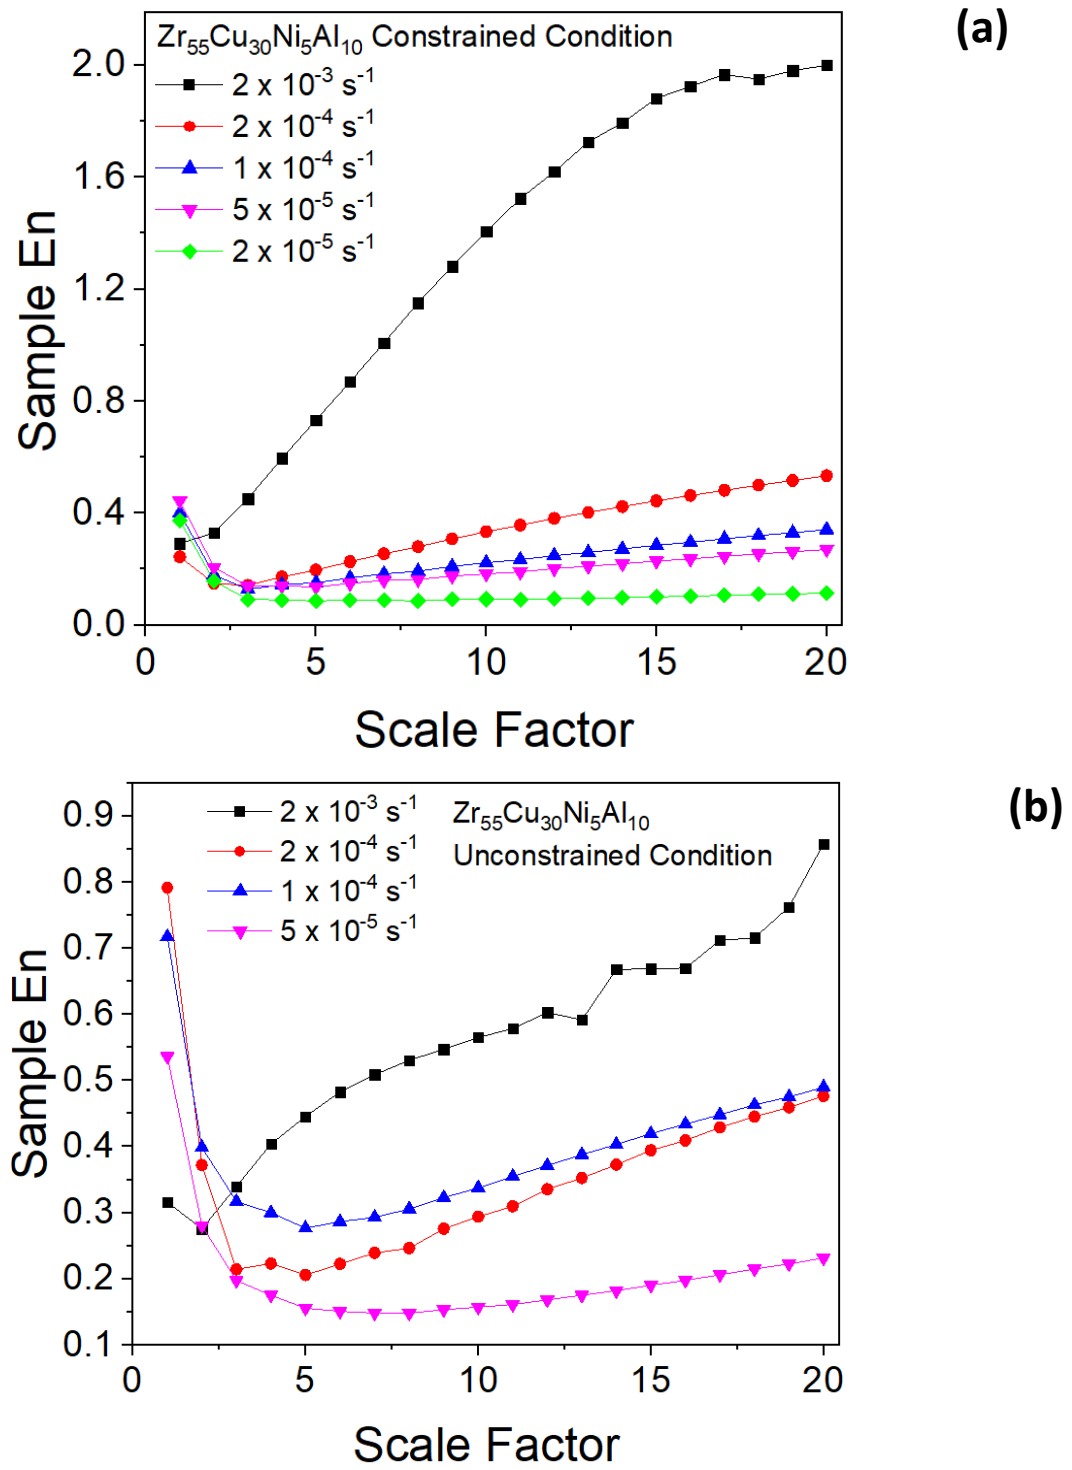 (a)
Zr55Cu30Ni5Al10 Constrained Condition
2 x 10-3 s-1
2 x 10-4 s-1
1 x 10-4 s-1
5 x 10-5 s-1
2 x 10-5 s-1
2.0
1.6
1.2
0.8
0.4
0.0
Sample En
0 5 10 15 20
Scale Factor
(b)
2 x 10-3 s-1
2 x 10-4 s-1
1 x 10-4 s-1
5 x 10-5 s-1
Zr55Cu30Ni5Al10
Unconstrained Condition
0.9
0.8
0.7
0.6
0.5
0.4
0.3
0.2
0.1
Sample En
0 5 10 15 20
Scale Factor